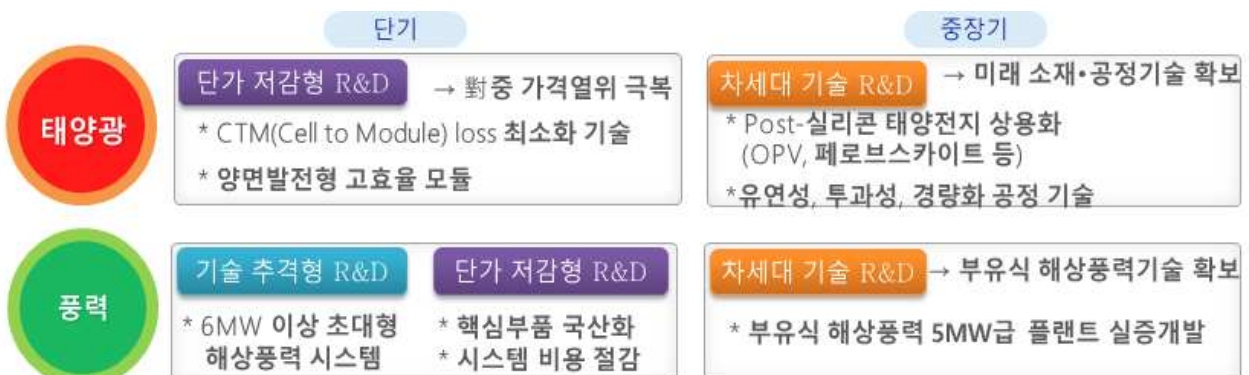 단기
중장기
태양광
단가 저감형 R&D → 對중 가격열위 극복
* CTM(Cell to Module) loss 최소화 기술
* 양면발전형 고효율 모듈
차세대 기술 R&D → 미래 소재•공정기술 확보
* Post-실리콘 태양전지 상용화
(OPV, 페로브스카이트 등)
*유연성, 투과성, 경량화 공정 기술
풍력
기술 추격형 R&D
* 6MW 이상 초대형
해상풍력 시스템
단가 저감형 R&D
* 핵심부품 국산화
* 시스템 비용 절감
차세대 기술 R&D → 부유식 해상풍력기술 확보
* 부유식 해상풍력 5MW급 플랜트 실증개발